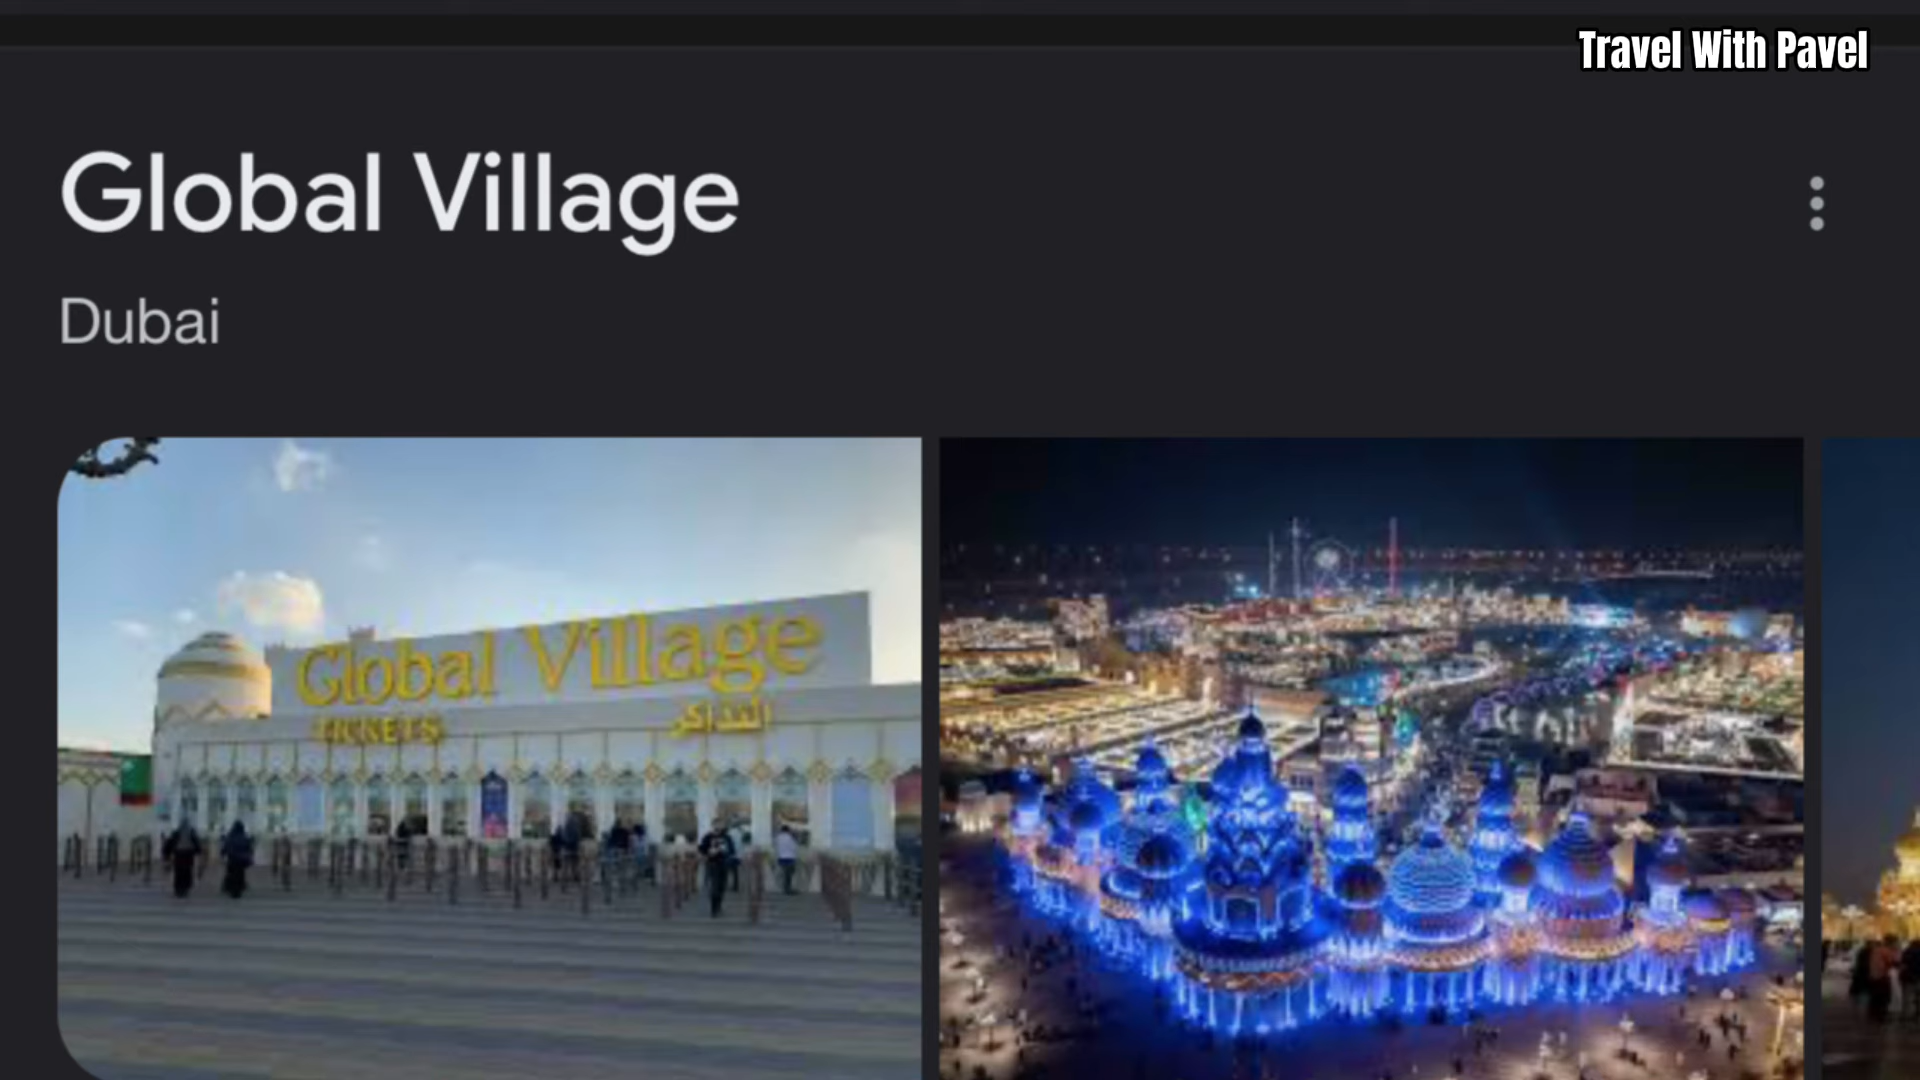 Travel With Pavel
Global Village
Dubai
Global Village
TICKETS التذاكر